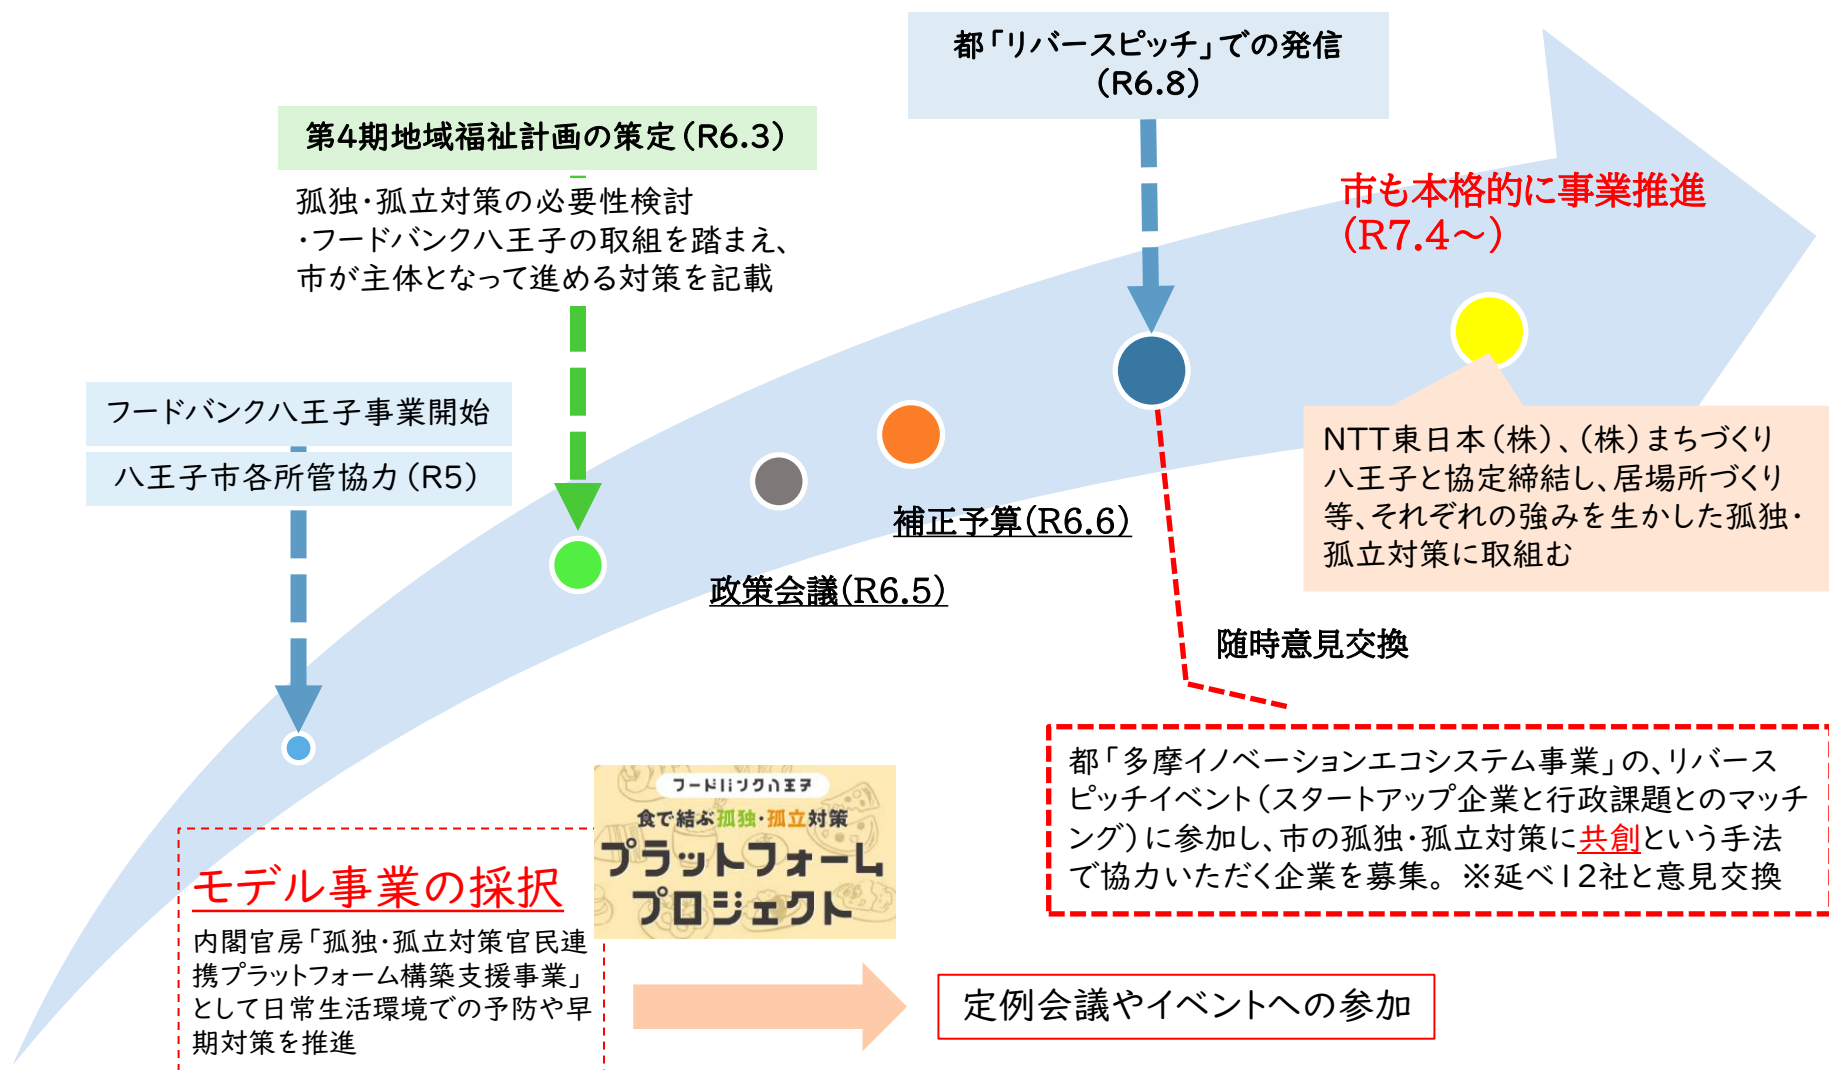 都「リバースピッチ」での発信
(R6.8)
第4期地域福祉計画の策定(R6.3)
孤独・孤立対策の必要性検討
・フードバンク八王子の取組を踏まえ、
市が主体となって進める対策を記載
市も本格的に事業推進
(R7.4～)
フードバンク八王子事業開始
八王子市各所管協力(R5)
補正予算(R6.6)
政策会議(R6.5)
NTT東日本(株)、(株)まちづくり
八王子と協定締結し、居場所づくり
等、それぞれの強みを生かした孤独・
孤立対策に取組む
随時意見交換
都「多摩イノベーションエコシステム事業」の、リバース
ピッチイベント(スタートアップ企業と行政課題とのマッチ
ング)に参加し、市の孤独・孤立対策に共創という手法
で協力いただく企業を募集。※延べ12社と意見交換
フードバンク八王子
食で結ぶ孤独・孤立対策
プラットフォーム
プロジェクト
モデル事業の採択
内閣官房「孤独・孤立対策官民連
携プラットフォーム構築支援事業」
として日常生活環境での予防や早
期対策を推進
定例会議やイベントへの参加